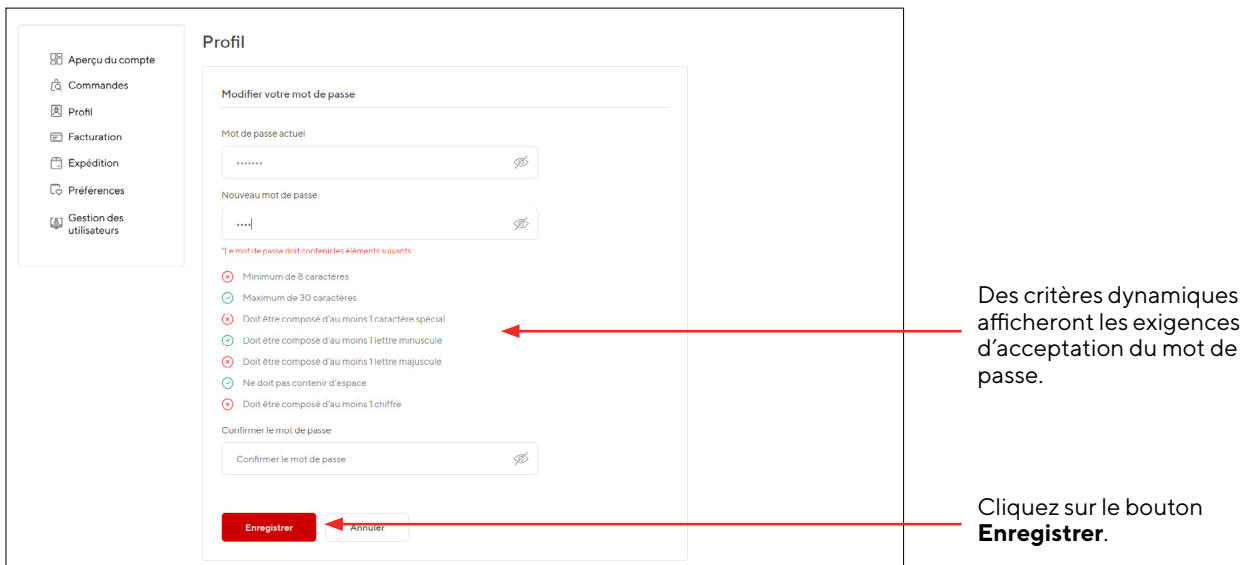 Profil
Aperçu du compte
Commandes
Profil
Facturation
Expédition
Préférences
Gestion des
utilisateurs
Modifier votre mot de passe
Mot de passe actuel
•••••••
Nouveau mot de passe
••••
*Le mot de passe doit contenir les éléments suivants :
Minimum de 8 caractères
Maximum de 30 caractères
Doit être composé d'au moins 1 caractère spécial
Doit être composé d'au moins 1 lettre minuscule
Doit être composé d'au moins 1 lettre majuscule
Ne doit pas contenir d'espace
Doit être composé d'au moins 1 chiffre
Confirmer le mot de passe
Confirmer le mot de passe
Enregistrer
Annuler
Des critères dynamiques
afficheront les exigences
d’acceptation du mot de
passe.
Cliquez sur le bouton
Enregistrer.